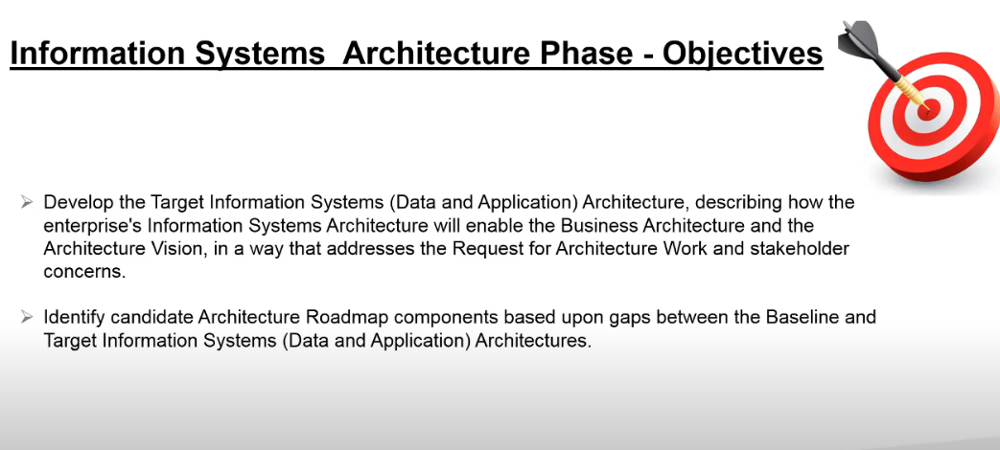 Information Systems  Architecture Phase - Objectives
Develop the Target Information Systems (Data and Application) Architecture, describing how the
enterprise's Information Systems Architecture will enable the Business Architecture and the
Architecture Vision, in a way that addresses the Request for Architecture Work and stakeholder
concerns.
Identify candidate Architecture Roadmap components based upon gaps between the Baseline and
Target Information Systems (Data and Application) Architectures.